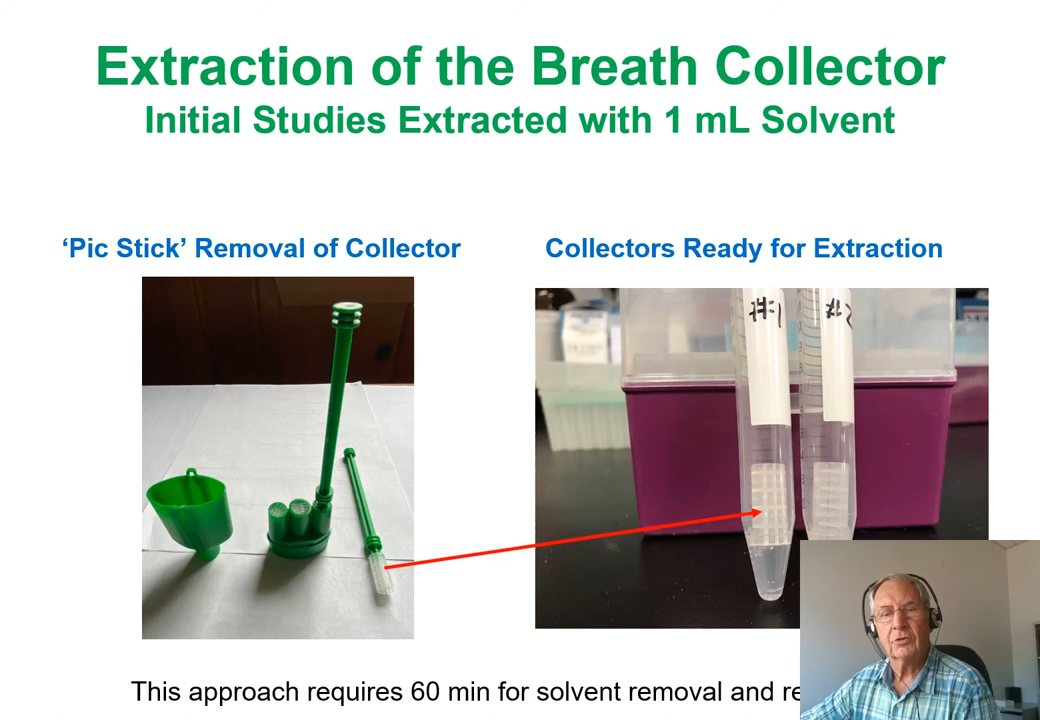 Extraction of the Breath Collector
Initial Studies Extracted with 1 mL Solvent
‘Pic Stick’ Removal of Collector
Collectors Ready for Extraction
#1
#2
This approach requires 60 min for solvent removal and